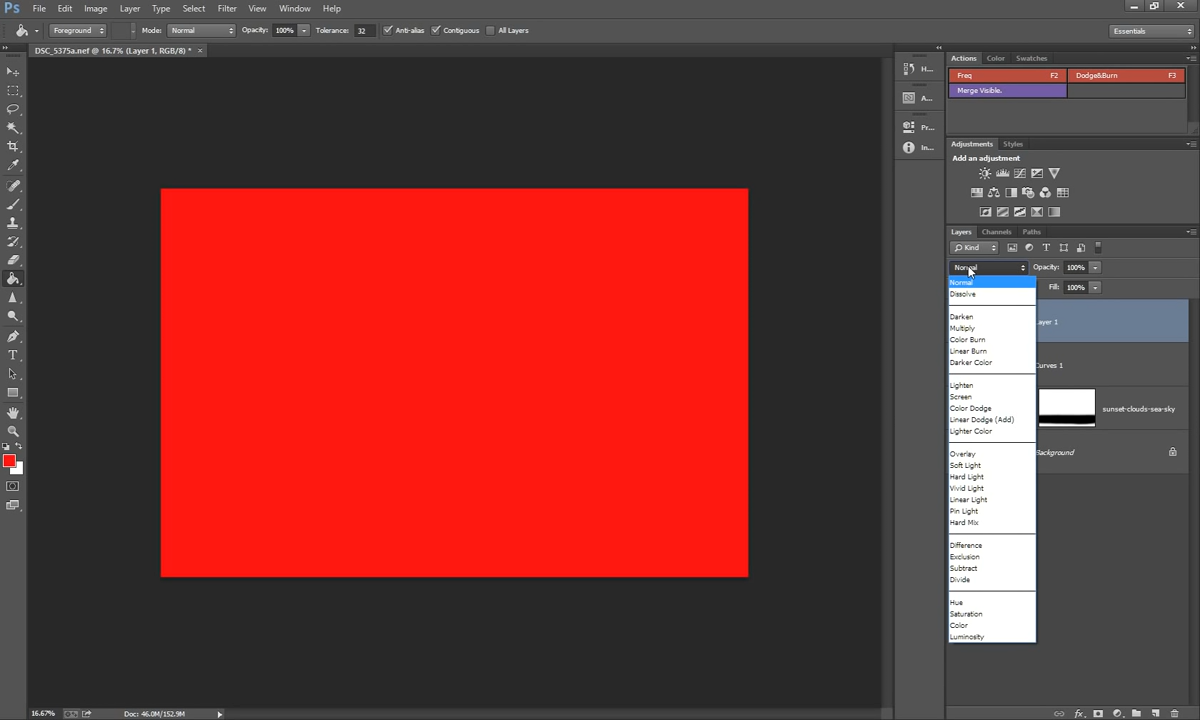 Ps File Edit Image Layer Type Select Filter View Window Help
Foreground Mode: Normal Opacity: 100% Tolerance: 32 Anti-alias Contiguous All Layers Essentials
DSC_5375a.nef @ 16.7% (Layer 1, RGB/8) * ×
H...
A...
Pr...
In...
Actions Color Swatches
Freq F2 Dodge&Burn F3
Merge Visible.
Adjustments Styles
Add an adjustment
Layers Channels Paths
Kind
Normal Opacity: 100%
Fill: 100%
Normal
Dissolve
Darken
Multiply
Color Burn
Linear Burn
Darker Color
Lighten
Screen
Color Dodge
Linear Dodge (Add)
Lighter Color
Overlay
Soft Light
Hard Light
Vivid Light
Linear Light
Pin Light
Hard Mix
Difference
Exclusion
Subtract
Divide
Hue
Saturation
Color
Luminosity
ayer 1
Curves 1
sunset-clouds-sea-sky
Background
16.67% Doc: 46.0M/152.9M
fx